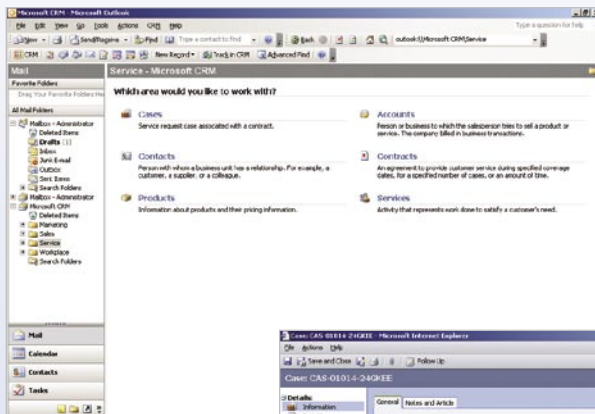 Microsoft CRM - Microsoft Outlook
File Edit View Go Tools Actions CRM Help
Type a question for help
New Send/Receive Find Type a contact to find Back outlook:\\Microsoft CRM\Service
CRM New Record Track in CRM Advanced Find
Mail
Service - Microsoft CRM
Favorite Folders
Drag Your Favorite Folders He
Which area would you like to work with?
All Mail Folders
Mailbox - Administrator
Deleted Items
Drafts [1]
Inbox
Junk E-mail
Outbox
Sent Items
Search Folders
Mailbox - Administrator
Microsoft CRM
Deleted Items
Marketing
Sales
Service
Workplace
Search Folders
Cases
Service request case associated with a contract.
Accounts
Person or business to which the salesperson tries to sell a product or
service. The company billed in business transactions.
Contacts
Person with whom a business unit has a relationship. For example, a
customer, a supplier, or a colleague.
Contracts
An agreement to provide customer service during specified coverage
dates, for a specified number of cases, or an amount of time.
Products
Information about products and their pricing information.
Services
Activity that represents work done to satisfy a customer's need.
Mail
Calendar
Contacts
Tasks
Case: CAS-01014-24GKEE - Microsoft Internet Explorer
File Actions Help
Save and Close Follow Up
Case: CAS-01014-24GKEE
Details:
Information
General Notes and Article